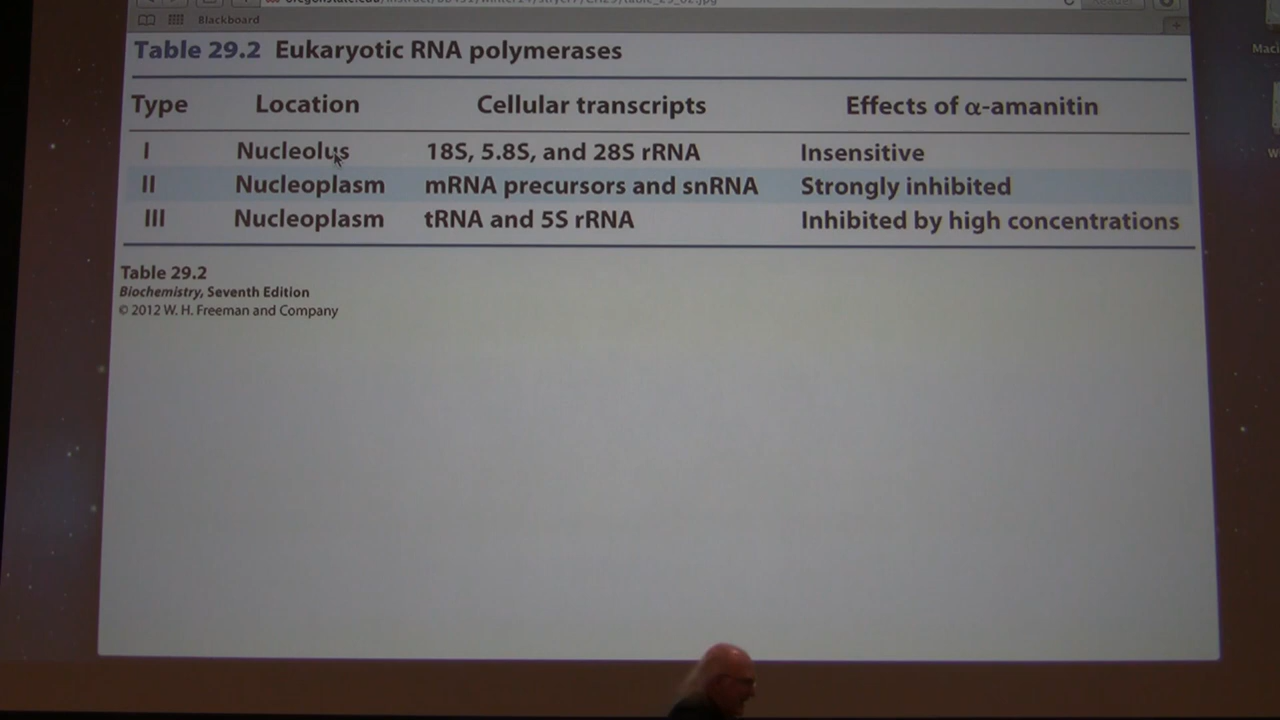 Blackboard
Table 29.2 Eukaryotic RNA polymerases
Type Location Cellular transcripts Effects of α-amanitin
I Nucleolus 18S, 5.8S, and 28S rRNA Insensitive
II Nucleoplasm mRNA precursors and snRNA Strongly inhibited
III Nucleoplasm tRNA and 5S rRNA Inhibited by high concentrations
Table 29.2
Biochemistry, Seventh Edition
© 2012 W. H. Freeman and Company
Maci